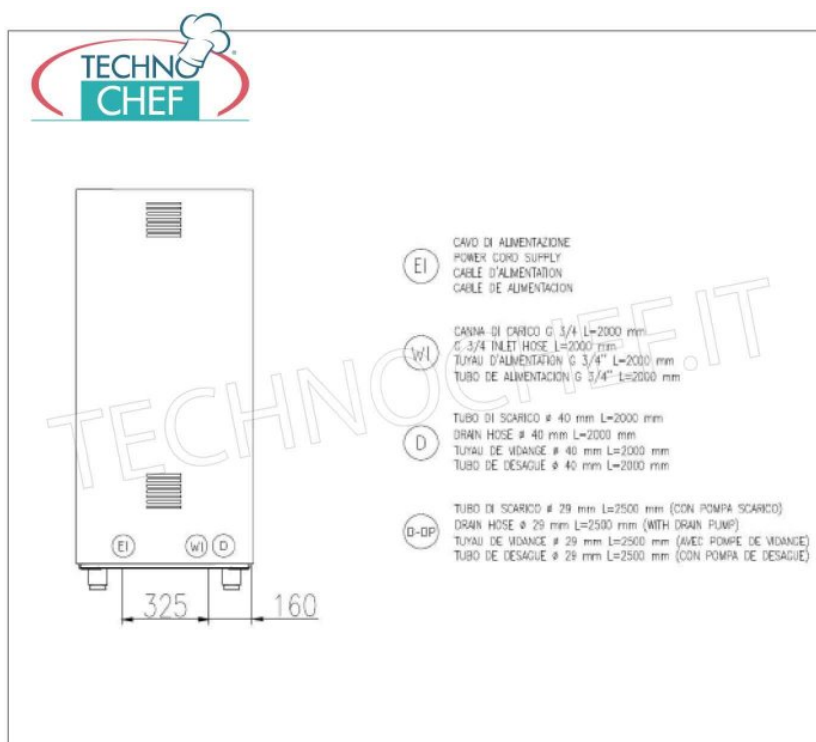 TECHNO
CHEF
EI
CAVO DI ALIMENTAZIONE
POWER CORD SUPPLY
CABLE D'ALIMENTATION
CABLE DE ALIMENTACION
WI
CANNA DI CARICO G 3/4 L=2000 mm
G 3/4 INLET HOSE L=2000 mm
TUYAU D'ALIMENTATION G 3/4" L=2000 mm
TUBO DE ALIMENTACION G 3/4" L=2000 mm
D
TUBO DI SCARICO ø 40 mm L=2000 mm
DRAIN HOSE ø 40 mm L=2000 mm
TUYAU DE VIDANGE ø 40 mm L=2000 mm
TUBO DE DESAGUE ø 40 mm L=2000 mm
D-DP
TUBO DI SCARICO ø 29 mm L=2500 mm (CON POMPA SCARICO)
DRAIN HOSE ø 29 mm L=2500 mm (WITH DRAIN PUMP)
TUYAU DE VIDANGE ø 29 mm L=2500 mm (AVEC POMPE DE VIDANGE)
TUBO DE DESAGUE ø 29 mm L=2500 mm (CON POMPA DE DESAGUE)
EI WI D
325 160
TECHNOCHEF.IT